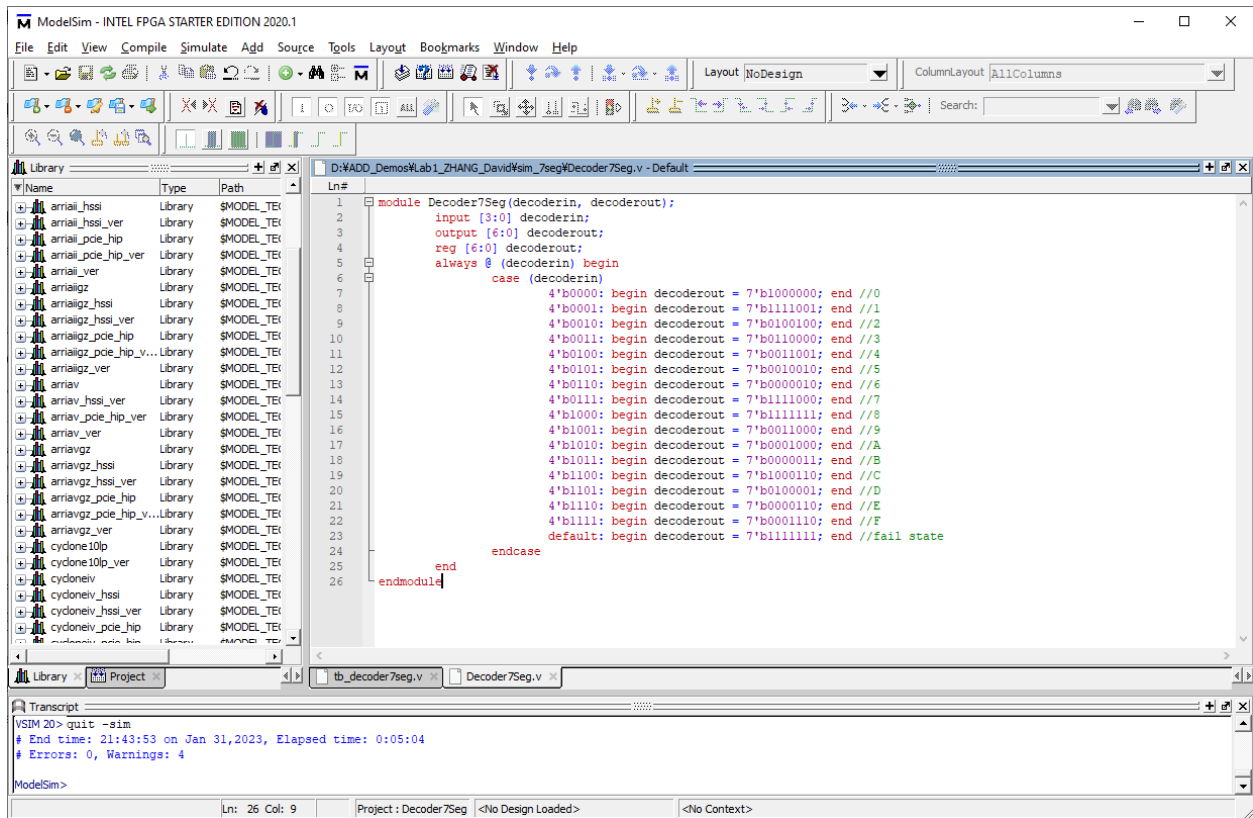 ModelSim - INTEL FPGA STARTER EDITION 2020.1
File Edit View Compile Simulate Add Source Tools Layout Bookmarks Window Help
Layout NoDesign
ColumnLayout AllColumns
Search:
Library
Name Type Path
arriaii_hssi Library $MODEL_TE(
arriaii_hssi_ver Library $MODEL_TE(
arriaii_pcie_hip Library $MODEL_TE(
arriaii_pcie_hip_ver Library $MODEL_TE(
arriaii_ver Library $MODEL_TE(
arriaiigz Library $MODEL_TE(
arriaiigz_hssi Library $MODEL_TE(
arriaiigz_hssi_ver Library $MODEL_TE(
arriaiigz_pcie_hip Library $MODEL_TE(
arriaiigz_pcie_hip_v... Library $MODEL_TE(
arriaiigz_ver Library $MODEL_TE(
arriav Library $MODEL_TE(
arriav_hssi_ver Library $MODEL_TE(
arriav_pcie_hip_ver Library $MODEL_TE(
arriav_ver Library $MODEL_TE(
arriavgz Library $MODEL_TE(
arriavgz_hssi Library $MODEL_TE(
arriavgz_hssi_ver Library $MODEL_TE(
arriavgz_pcie_hip Library $MODEL_TE(
arriavgz_pcie_hip_v... Library $MODEL_TE(
arriavgz_ver Library $MODEL_TE(
cyclone10lp Library $MODEL_TE(
cyclone10lp_ver Library $MODEL_TE(
cycloneiv Library $MODEL_TE(
cycloneiv_hssi Library $MODEL_TE(
cycloneiv_hssi_ver Library $MODEL_TE(
cycloneiv_pcie_hip Library $MODEL_TE(
Library Project
D:¥ADD_Demos¥Lab1_ZHANG_David¥sim_7seg¥Decoder7Seg.v - Default
Ln#
1 module Decoder7Seg(decoderin, decoderout);
2 input [3:0] decoderin;
3 output [6:0] decoderout;
4 reg [6:0] decoderout;
5 always @ (decoderin) begin
6 case (decoderin)
7 4'b0000: begin decoderout = 7'b1000000; end //0
8 4'b0001: begin decoderout = 7'b1111001; end //1
9 4'b0010: begin decoderout = 7'b0100100; end //2
10 4'b0011: begin decoderout = 7'b0110000; end //3
11 4'b0100: begin decoderout = 7'b0011001; end //4
12 4'b0101: begin decoderout = 7'b0010010; end //5
13 4'b0110: begin decoderout = 7'b0000010; end //6
14 4'b0111: begin decoderout = 7'b1111000; end //7
15 4'b1000: begin decoderout = 7'b1111111; end //8
16 4'b1001: begin decoderout = 7'b0011000; end //9
17 4'b1010: begin decoderout = 7'b0001000; end //A
18 4'b1011: begin decoderout = 7'b0000011; end //B
19 4'b1100: begin decoderout = 7'b1000110; end //C
20 4'b1101: begin decoderout = 7'b0100001; end //D
21 4'b1110: begin decoderout = 7'b0000110; end //E
22 4'b1111: begin decoderout = 7'b0001110; end //F
23 default: begin decoderout = 7'b1111111; end //fail state
24 endcase
25 end
26 endmodule
tb_decoder7seg.v Decoder7Seg.v
Transcript
VSIM 20> quit -sim
# End time: 21:43:53 on Jan 31,2023, Elapsed time: 0:05:04
# Errors: 0, Warnings: 4
ModelSim>
Ln: 26 Col: 9 Project : Decoder7Seg <No Design Loaded> <No Context>